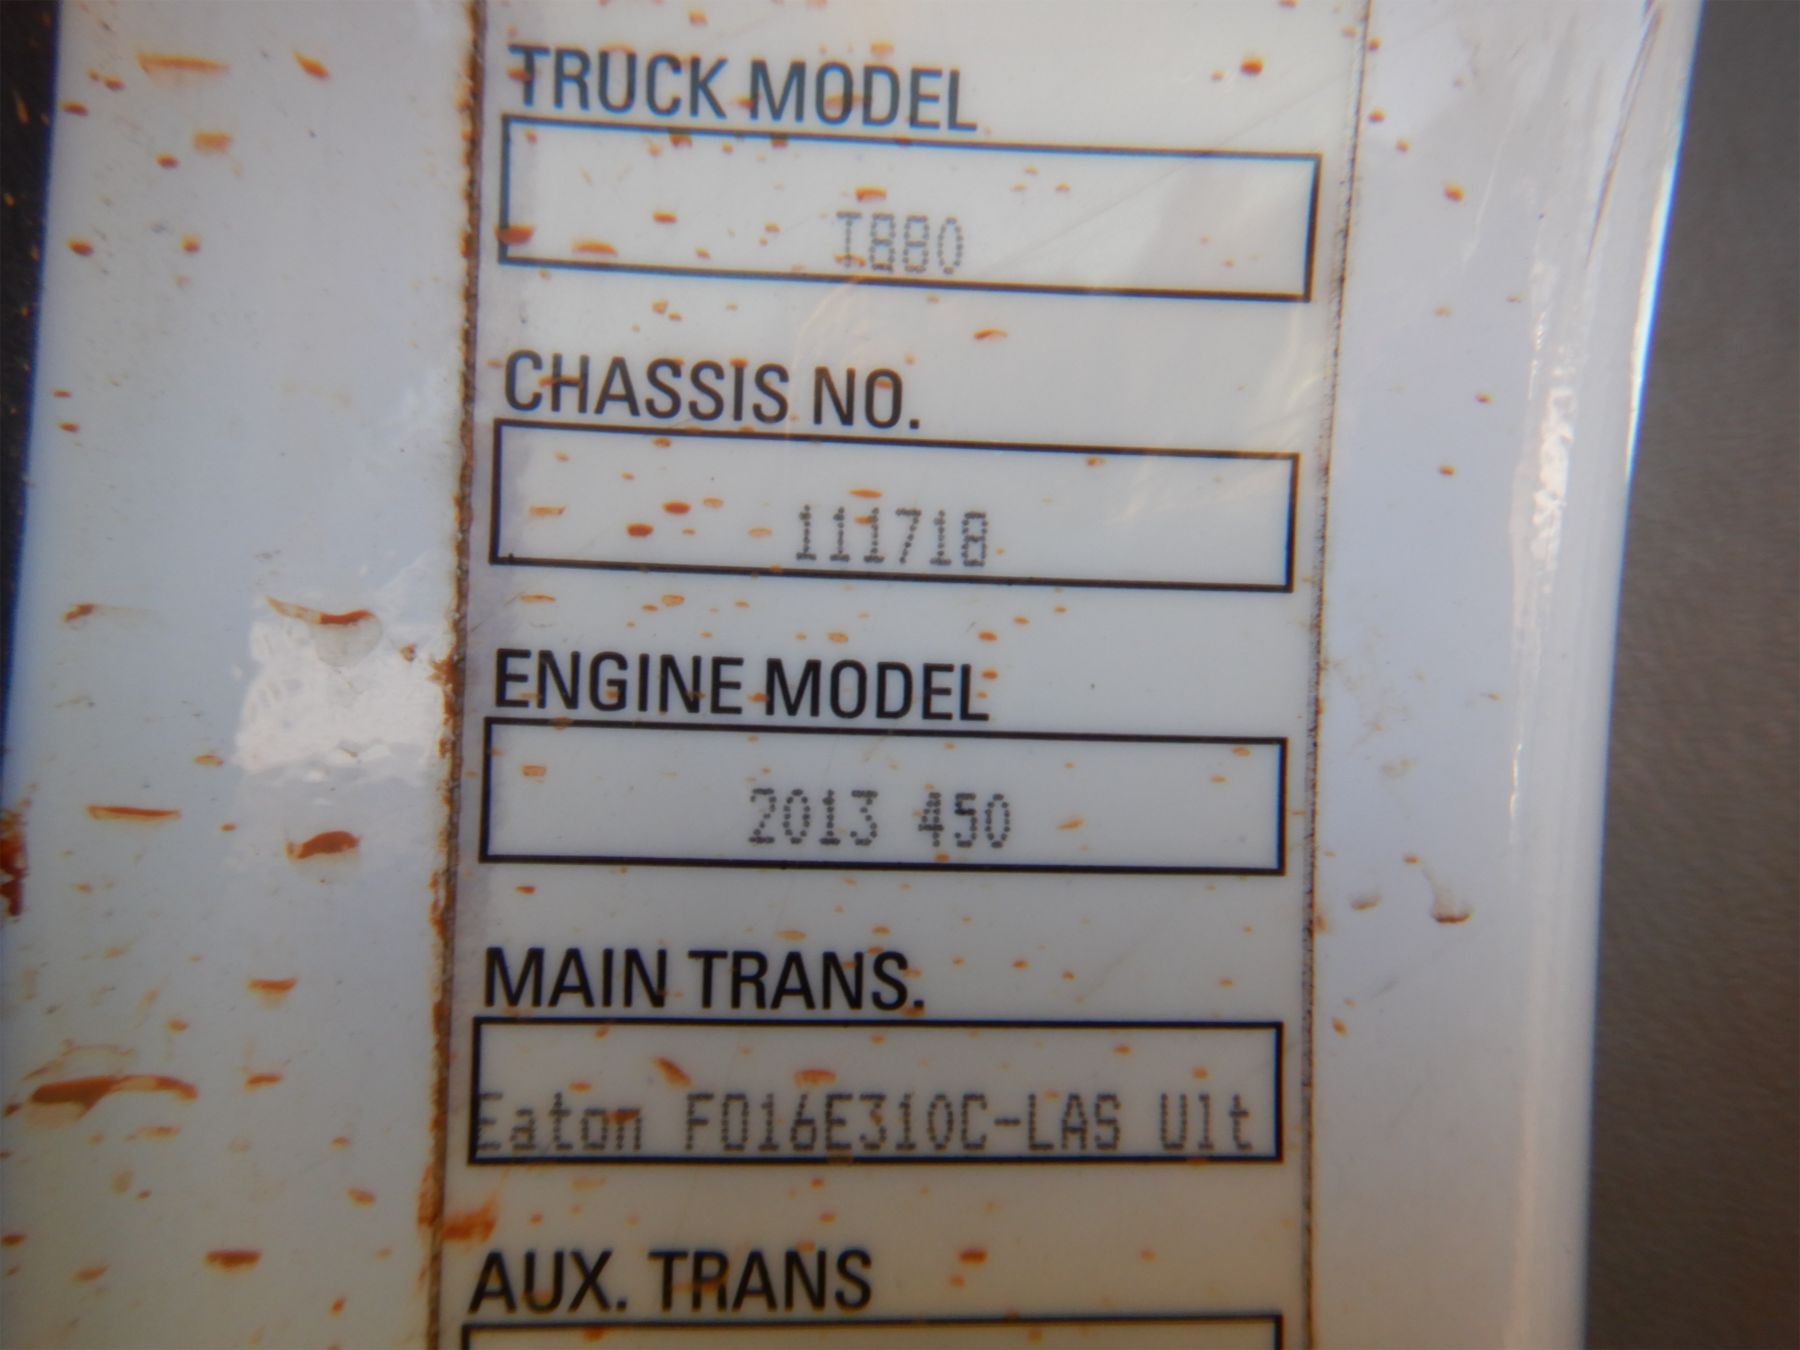 TRUCK MODEL
T880
CHASSIS NO.
111718
ENGINE MODEL
2013 450
MAIN TRANS.
Eaton FO16E310C-LAS Ult
AUX. TRANS